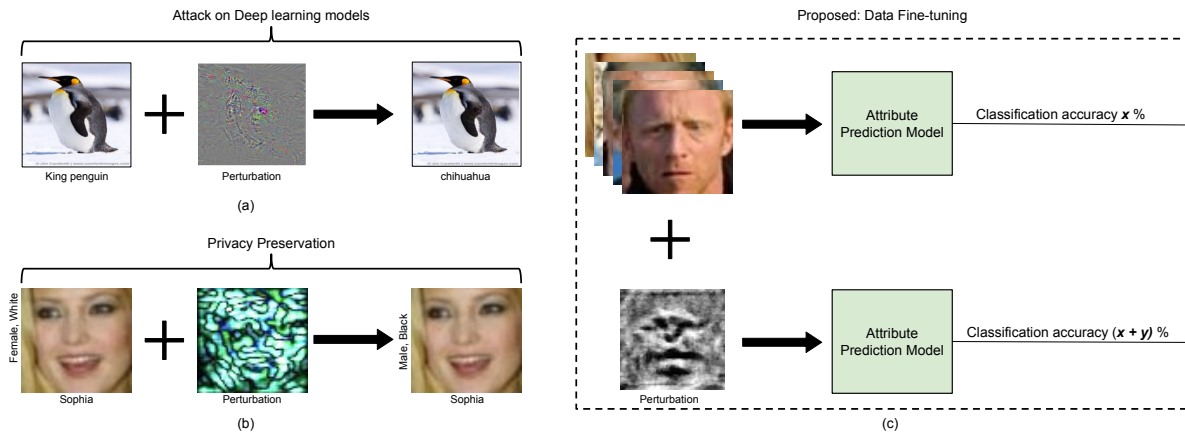 Attack on Deep learning models
King penguin
Perturbation
chihuahua
(a)
Privacy Preservation
Female, White
Male, Black
Sophia
Perturbation
Sophia
(b)
Proposed: Data Fine-tuning
Attribute
Prediction Model
Classification accuracy x %
Attribute
Prediction Model
Classification accuracy (x + y) %
Perturbation
(c)